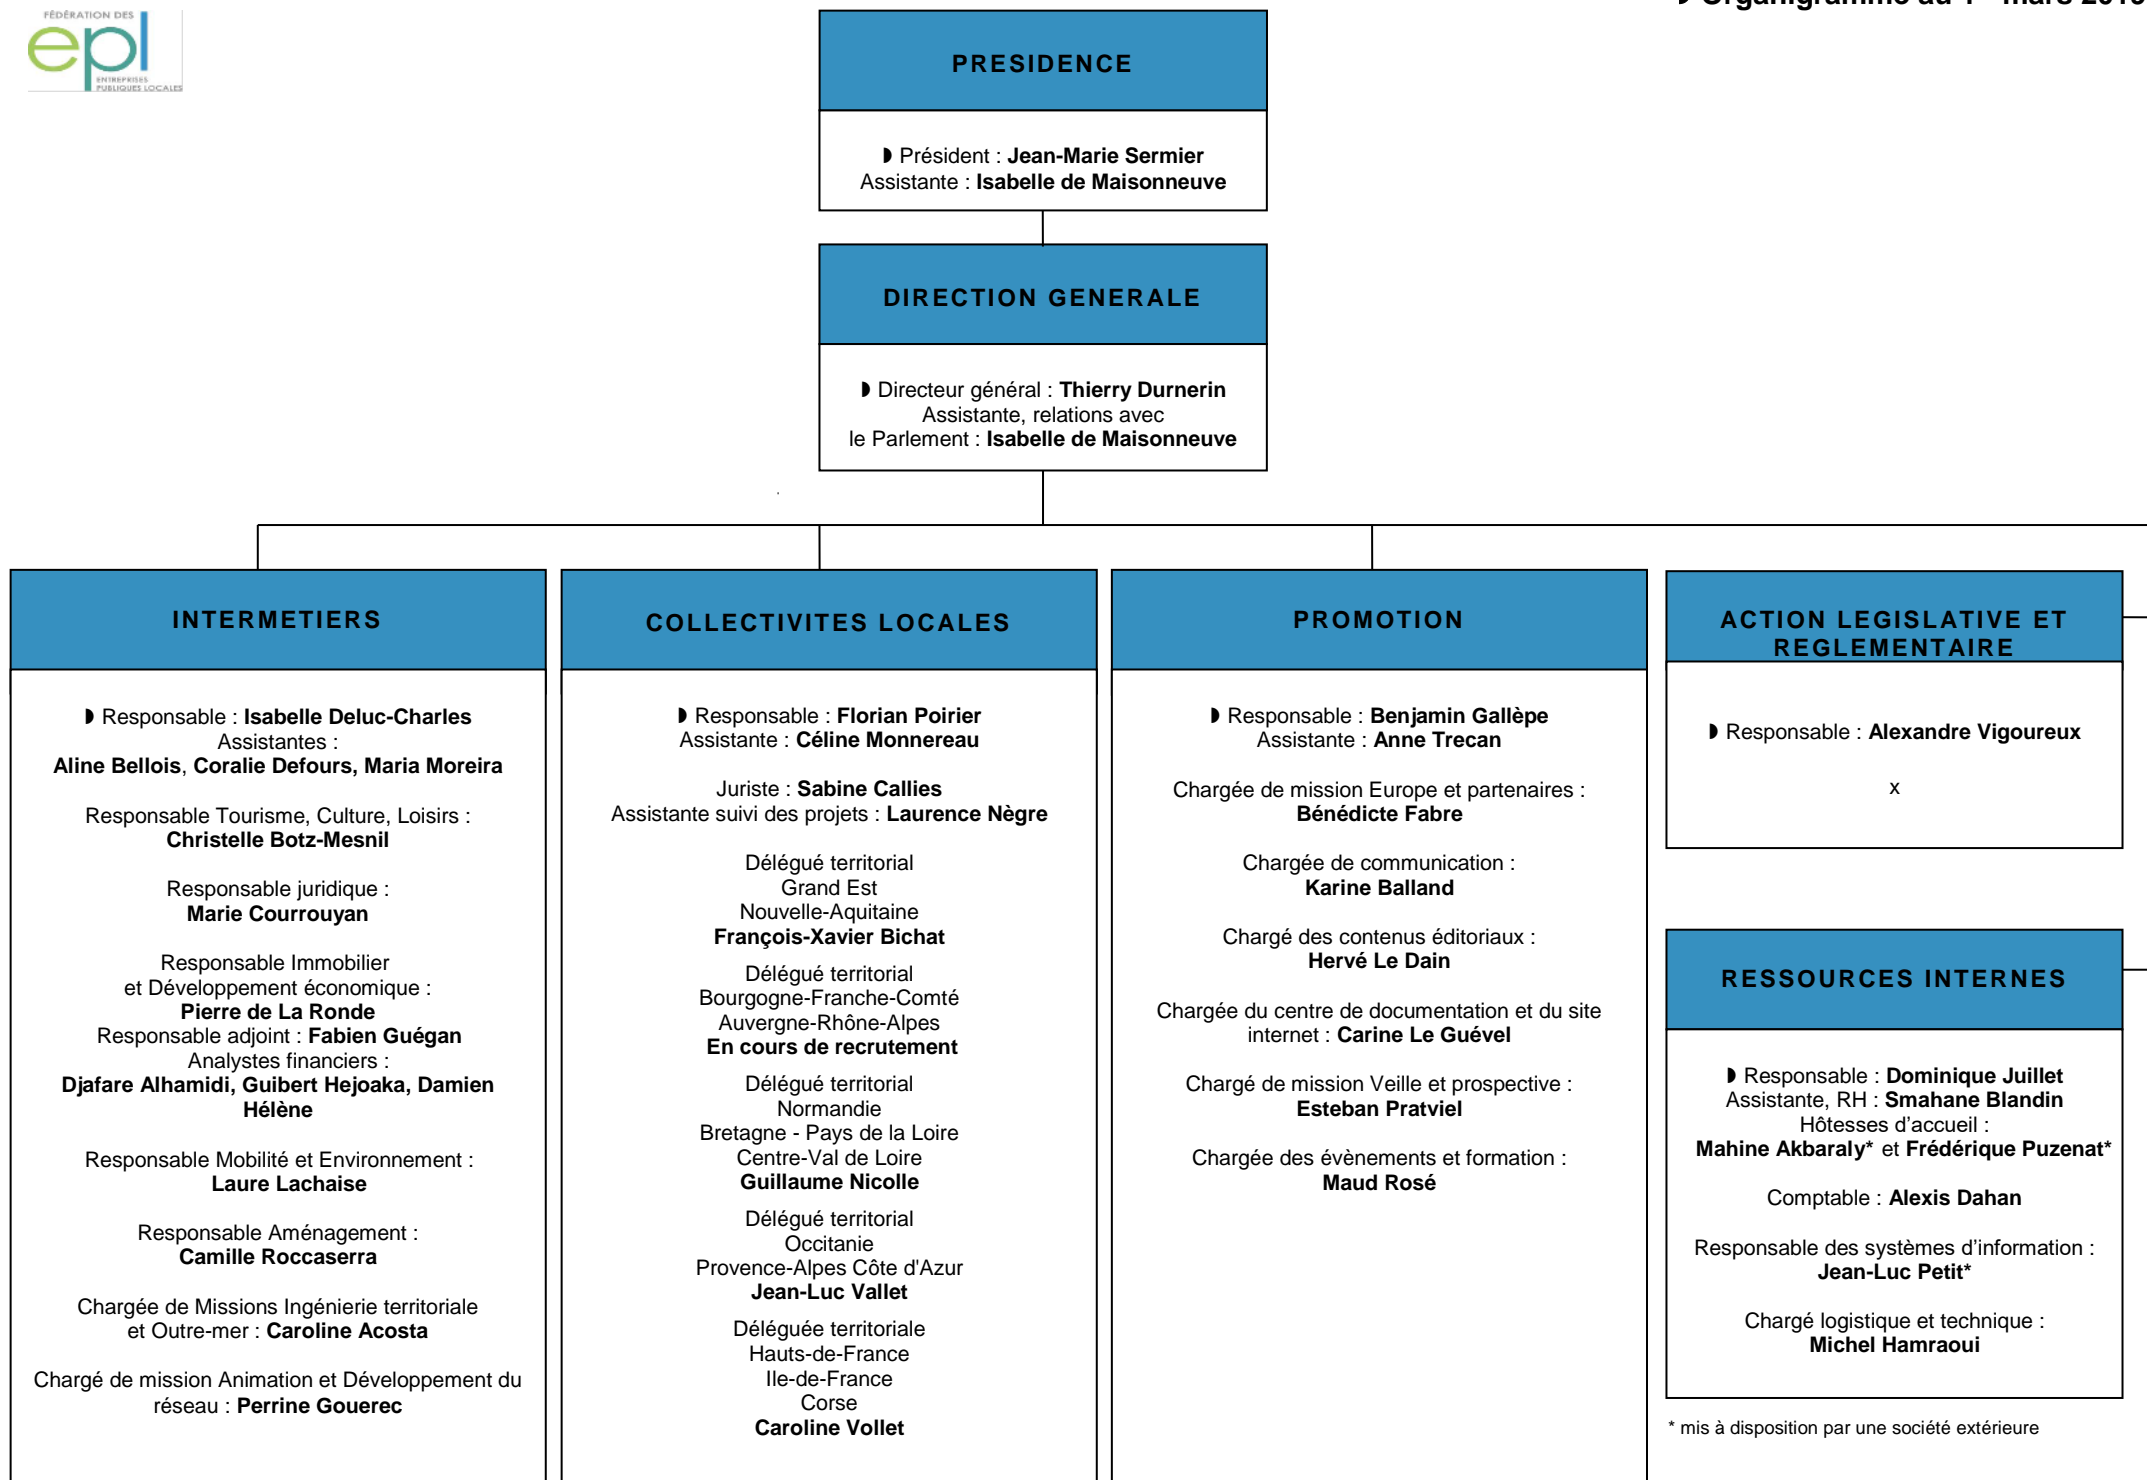 FÉDÉRATION DES
epl
ENTREPRISES
PUBLIQUES LOCALES
PRESIDENCE
◗ Président : Jean-Marie Sermier
Assistante : Isabelle de Maisonneuve
DIRECTION GENERALE
◗ Directeur général : Thierry Durnerin
Assistante, relations avec
le Parlement : Isabelle de Maisonneuve
INTERMETIERS
◗ Responsable : Isabelle Deluc-Charles
Assistantes :
Aline Bellois, Coralie Defours, Maria Moreira
Responsable Tourisme, Culture, Loisirs :
Christelle Botz-Mesnil
Responsable juridique :
Marie Courrouyan
Responsable Immobilier
et Développement économique :
Pierre de La Ronde
Responsable adjoint : Fabien Guégan
Analystes financiers :
Djafare Alhamidi, Guibert Hejoaka, Damien
Hélène
Responsable Mobilité et Environnement :
Laure Lachaise
Responsable Aménagement :
Camille Roccaserra
Chargée de Missions Ingénierie territoriale
et Outre-mer : Caroline Acosta
Chargé de mission Animation et Développement du
réseau : Perrine Gouerec
COLLECTIVITES LOCALES
◗ Responsable : Florian Poirier
Assistante : Céline Monnereau
Juriste : Sabine Callies
Assistante suivi des projets : Laurence Nègre
Délégué territorial
Grand Est
Nouvelle-Aquitaine
François-Xavier Bichat
Délégué territorial
Bourgogne-Franche-Comté
Auvergne-Rhône-Alpes
En cours de recrutement
Délégué territorial
Normandie
Bretagne - Pays de la Loire
Centre-Val de Loire
Guillaume Nicolle
Délégué territorial
Occitanie
Provence-Alpes Côte d'Azur
Jean-Luc Vallet
Déléguée territoriale
Hauts-de-France
Ile-de-France
Corse
Caroline Vollet
PROMOTION
◗ Responsable : Benjamin Gallèpe
Assistante : Anne Trecan
Chargée de mission Europe et partenaires :
Bénédicte Fabre
Chargée de communication :
Karine Balland
Chargé des contenus éditoriaux :
Hervé Le Dain
Chargée du centre de documentation et du site
internet : Carine Le Guével
Chargé de mission Veille et prospective :
Esteban Pratviel
Chargée des évènements et formation :
Maud Rosé
ACTION LEGISLATIVE ET
REGLEMENTAIRE
◗ Responsable : Alexandre Vigoureux
x
RESSOURCES INTERNES
◗ Responsable : Dominique Juillet
Assistante, RH : Smahane Blandin
Hôtesses d’accueil :
Mahine Akbaraly* et Frédérique Puzenat*
Comptable : Alexis Dahan
Responsable des systèmes d’information :
Jean-Luc Petit*
Chargé logistique et technique :
Michel Hamraoui
* mis à disposition par une société extérieure